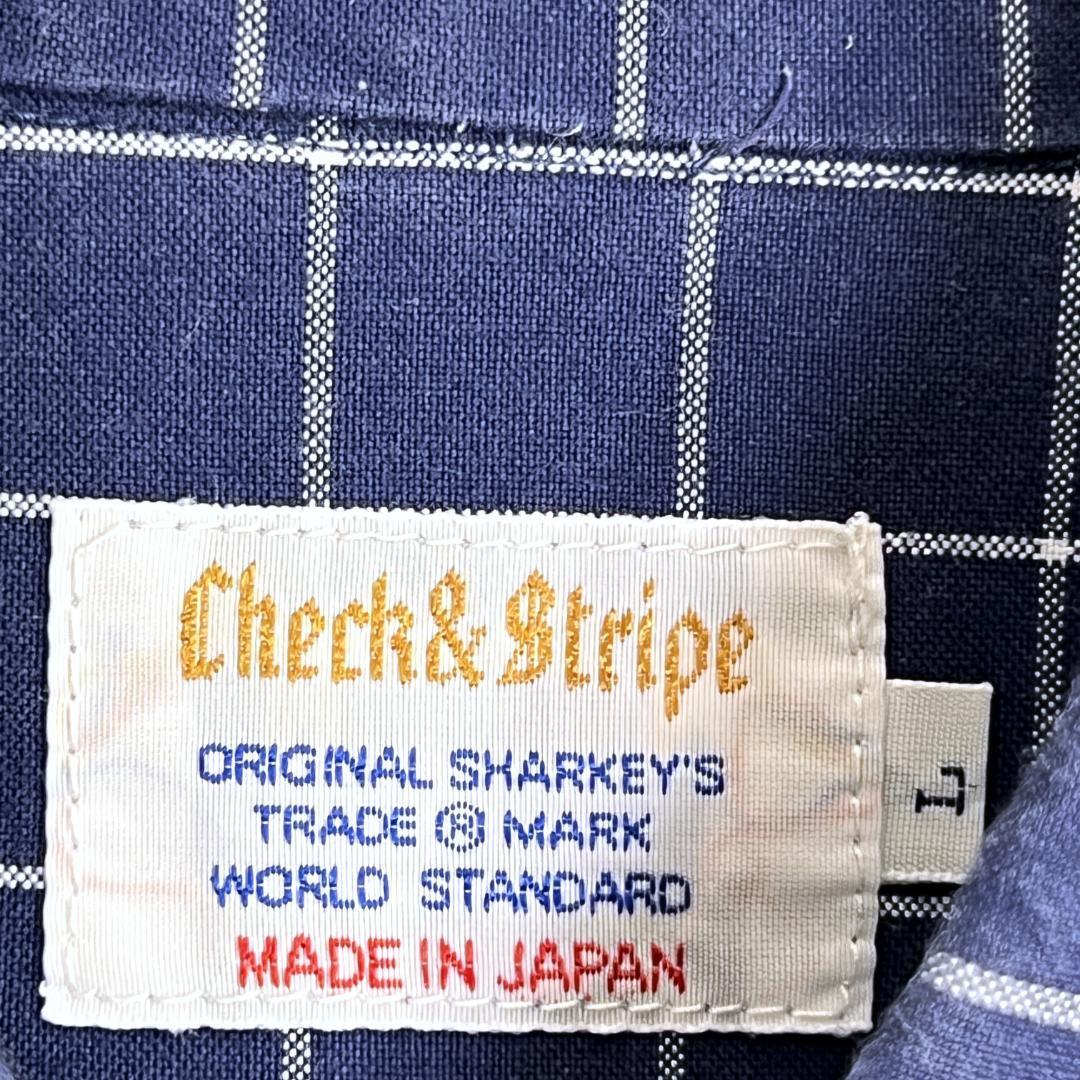 Check&Stripe
ORIGINAL SHARKEY'S
TRADE ® MARK
WORLD STANDARD
MADE IN JAPAN
L